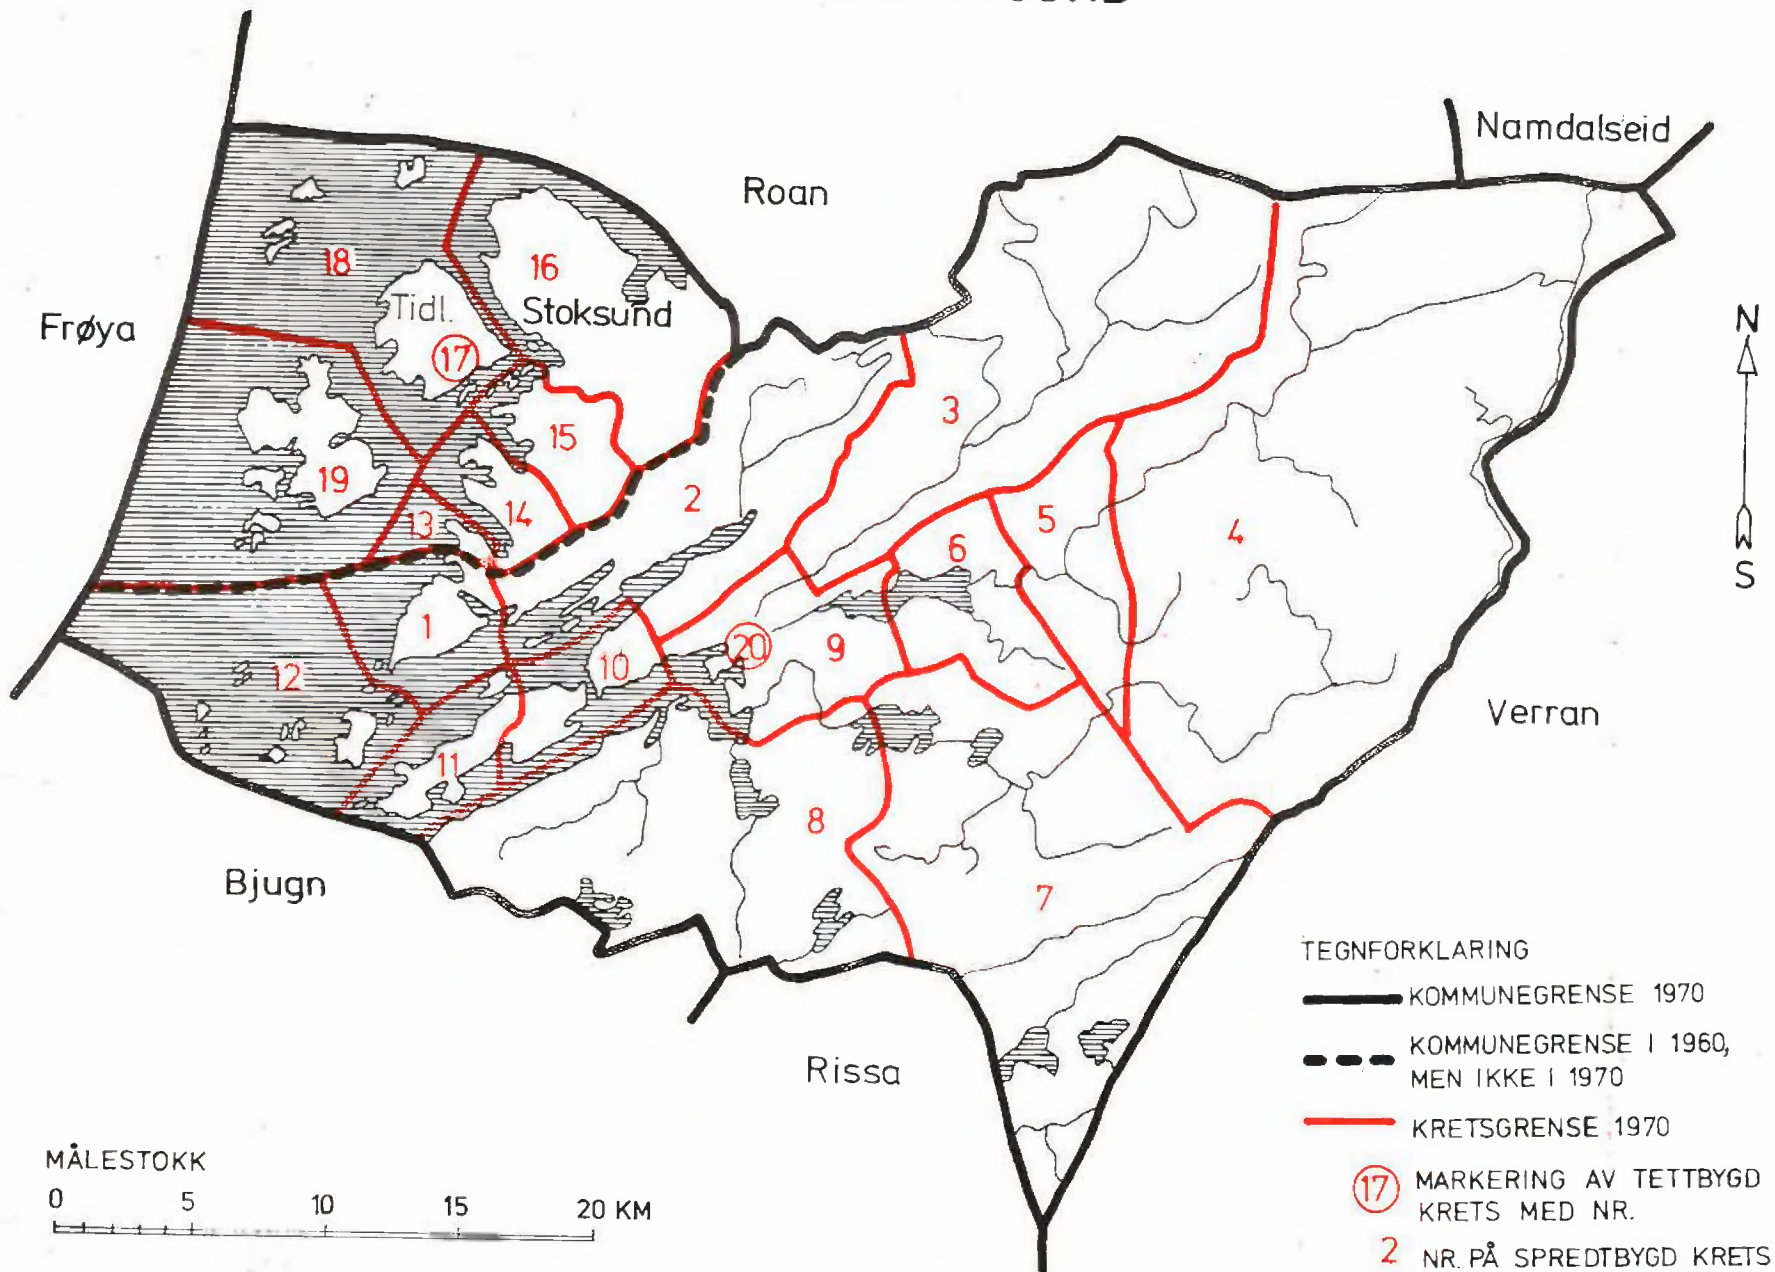 Namdalseid
Roan
18
16
Tidl.
Stoksund
Frøya
17
N
3
15
2
19
14
13
5
4
6
S
1
20
9
10
12
Verran
11
8
Bjugn
7
Rissa
TEGNFORKLARING
KOMMUNEGRENSE 1970
KOMMUNEGRENSE I 1960,
MEN IKKE I 1970
KRETSGRENSE 1970
17 MARKERING AV TETTBYGD
KRETS MED NR.
2 NR. PÅ SPREDTBYGD KRETS
MÅLESTOKK
0 5 10 15 20 KM